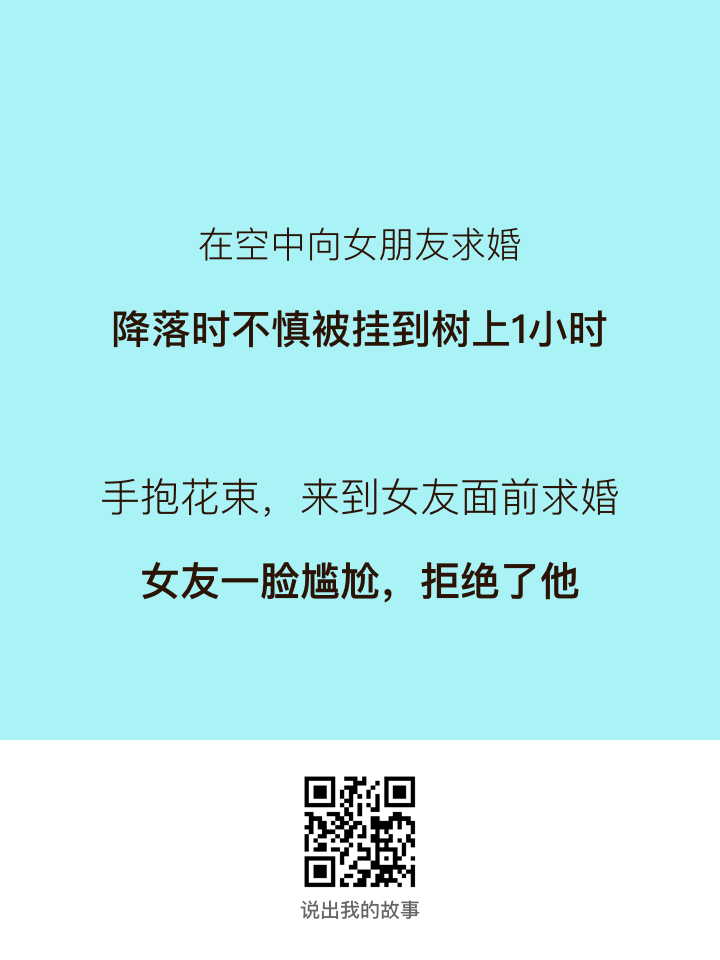 在空中向女朋友求婚
降落时不慎被挂到树上1小时
手抱花束，来到女友面前求婚
女友一脸尴尬，拒绝了他
说出我的故事